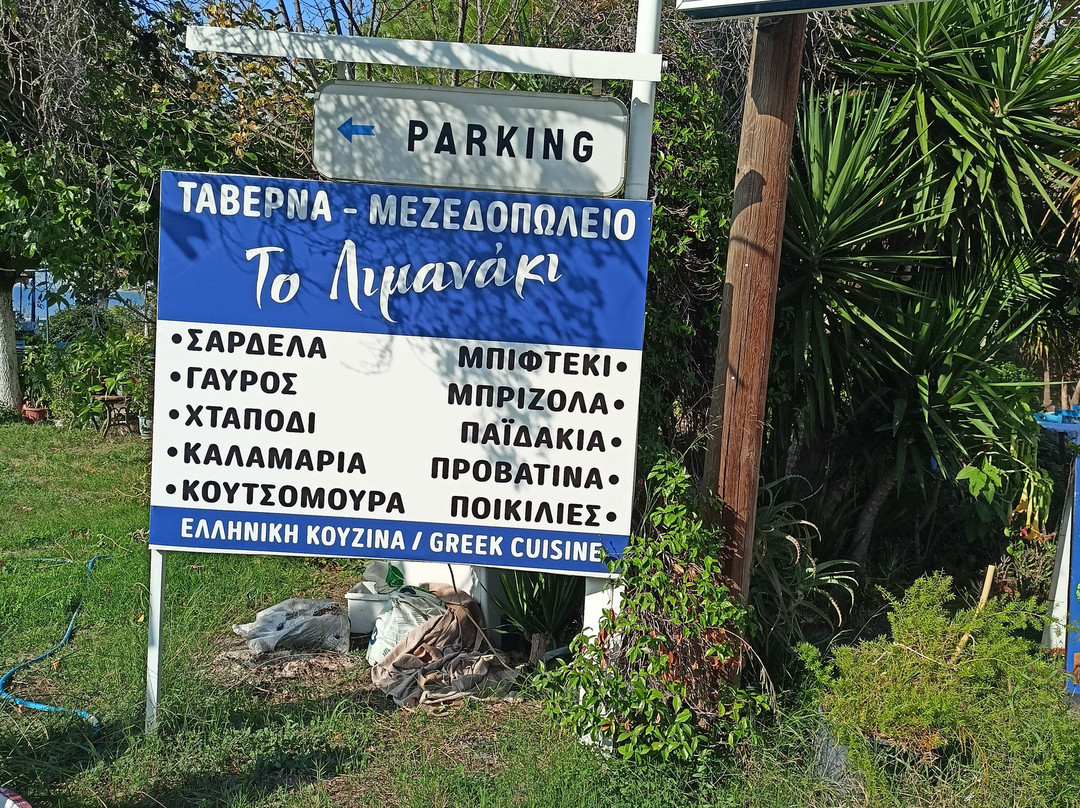 PARKING
ΤΑΒΕΡΝΑ - ΜΕΖΕΔΟΠΩΛΕΙΟ
Το Λιμανάκι
•ΣΑΡΔΕΛΑ
•ΓΑΥΡΟΣ
•ΧΤΑΠΟΔΙ
•ΚΑΛΑΜΑΡΙΑ
•ΚΟΥΤΣΟΜΟΥΡΑ
ΜΠΙΦΤΕΚΙ•
ΜΠΡΙΖΟΛΑ•
ΠΑΪΔΑΚΙΑ•
ΠΡΟΒΑΤΙΝΑ•
ΠΟΙΚΙΛΙΕΣ•
ΕΛΛΗΝΙΚΗ ΚΟΥΖΙΝΑ / GREEK CUISINE